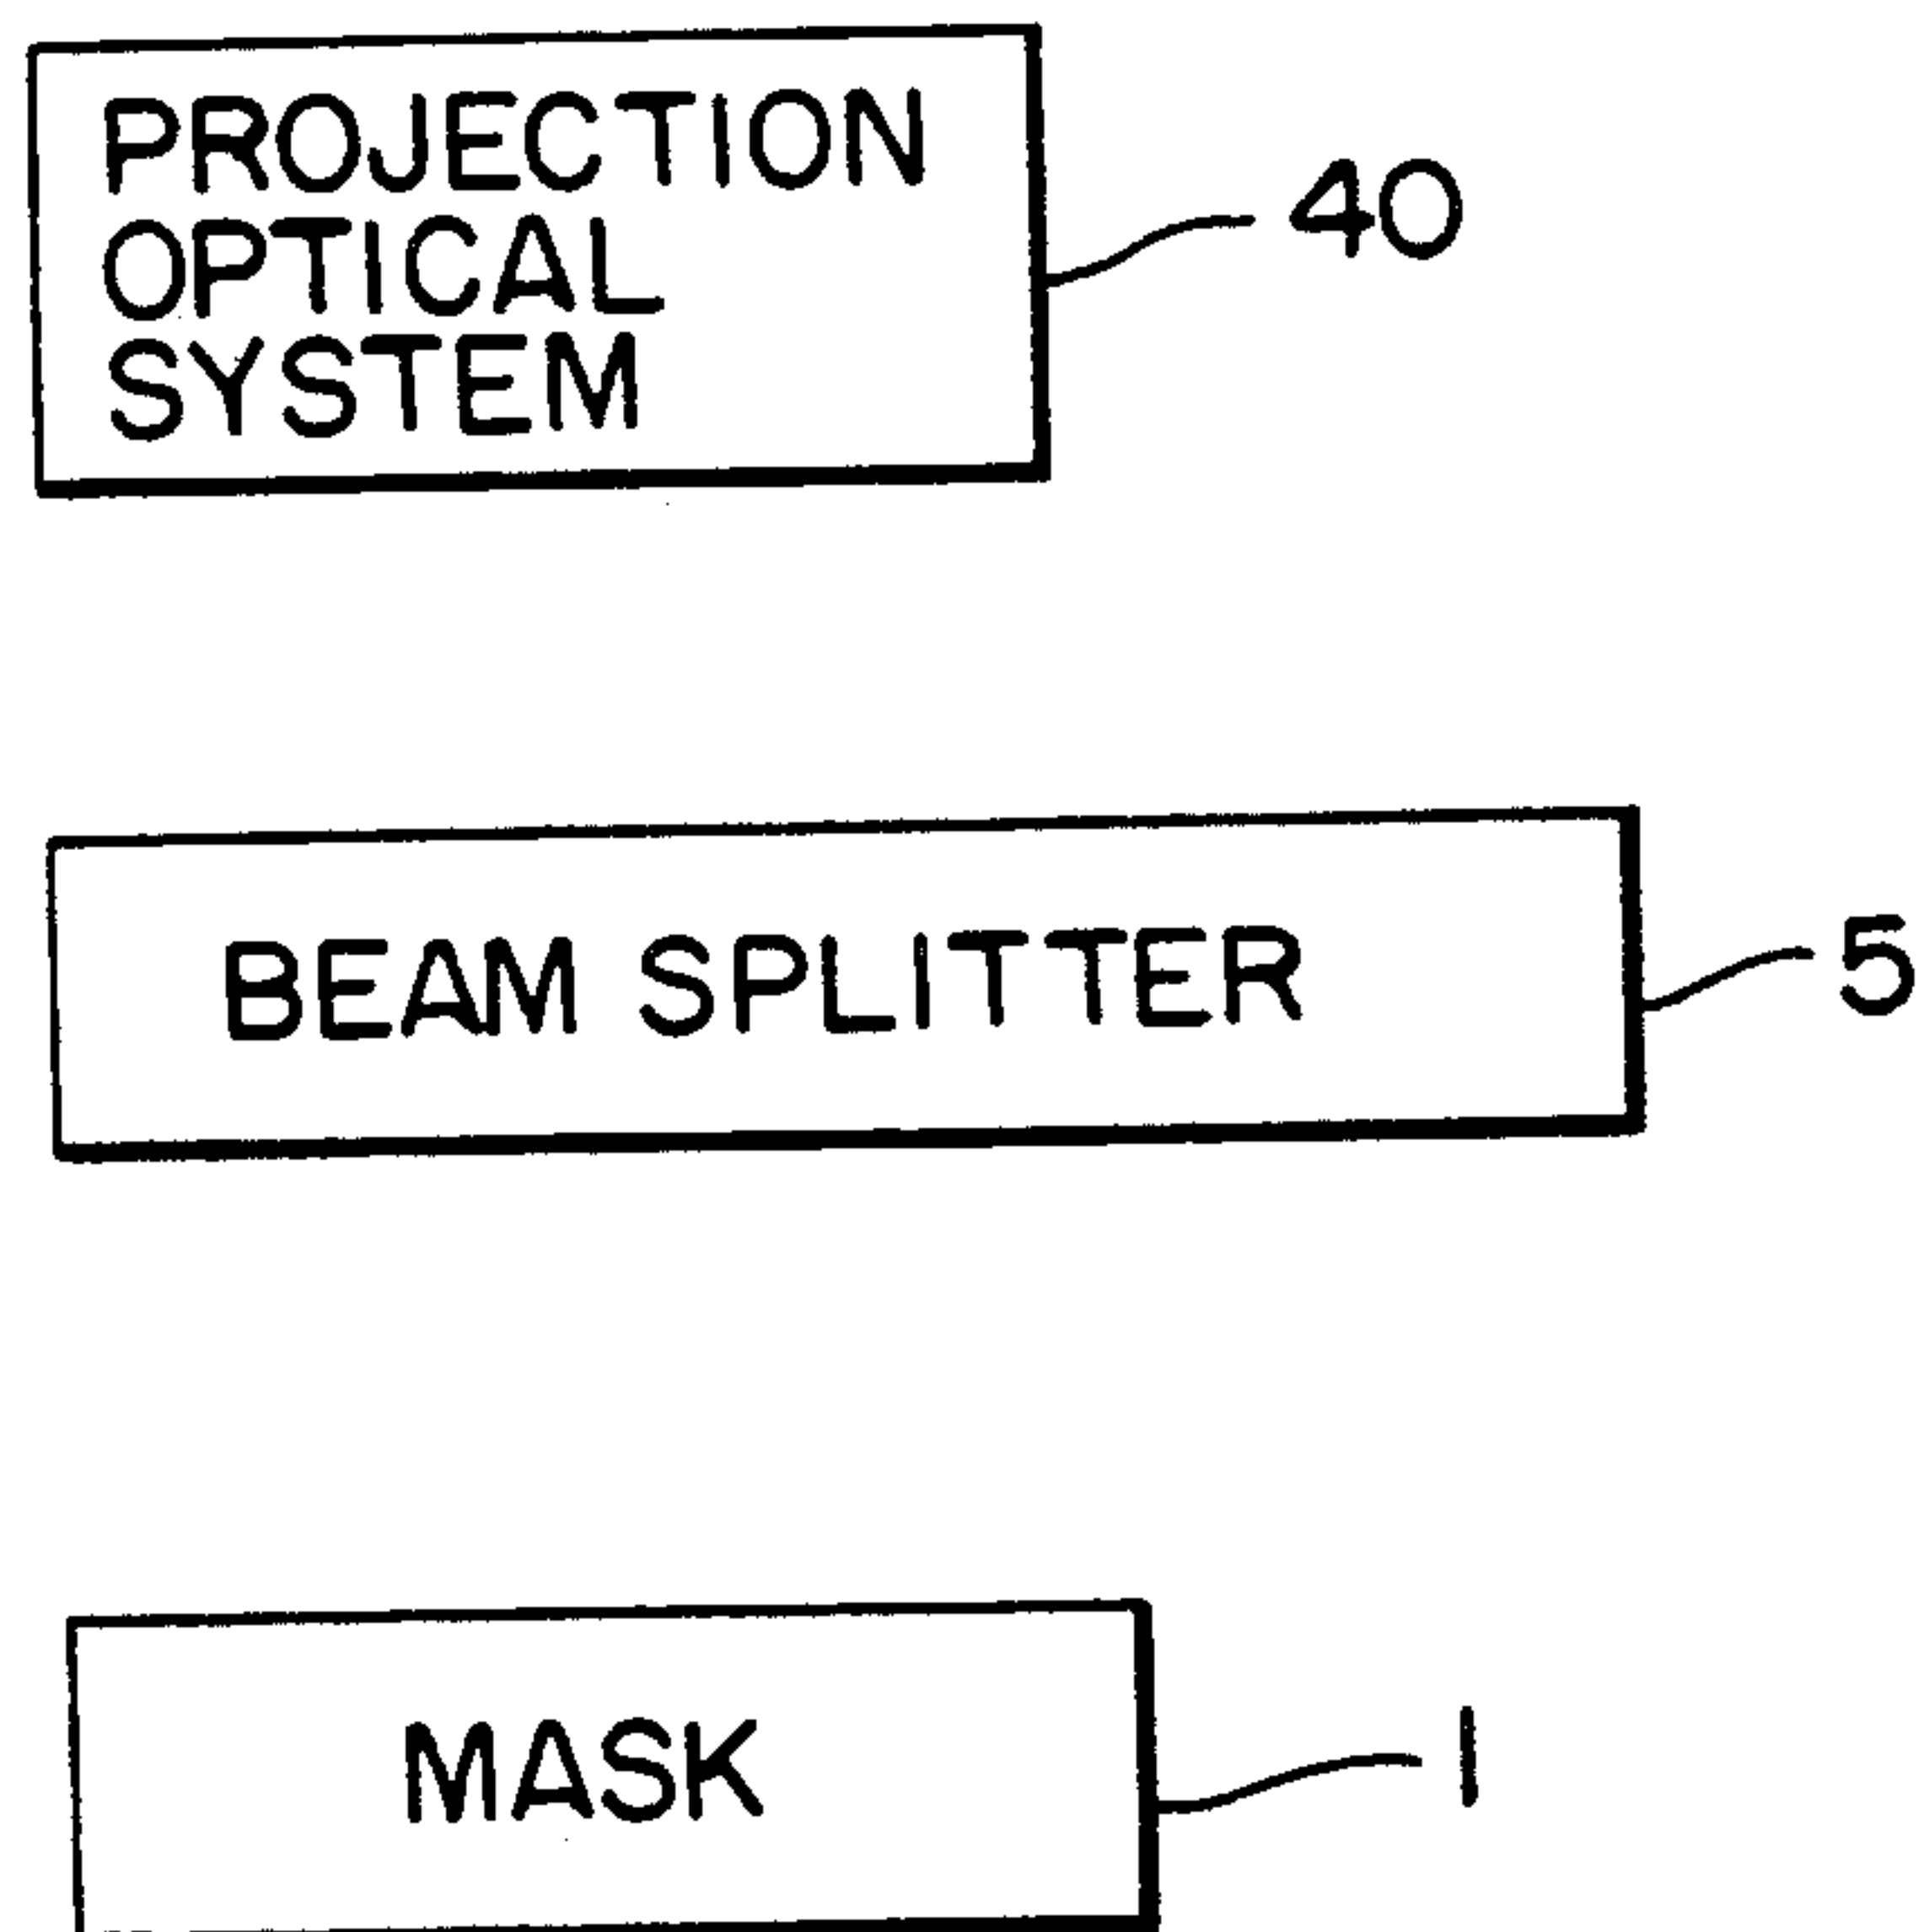 PROJECTION
OPTICAL
SYSTEM
40
BEAM SPLITTER
5
MASK
1